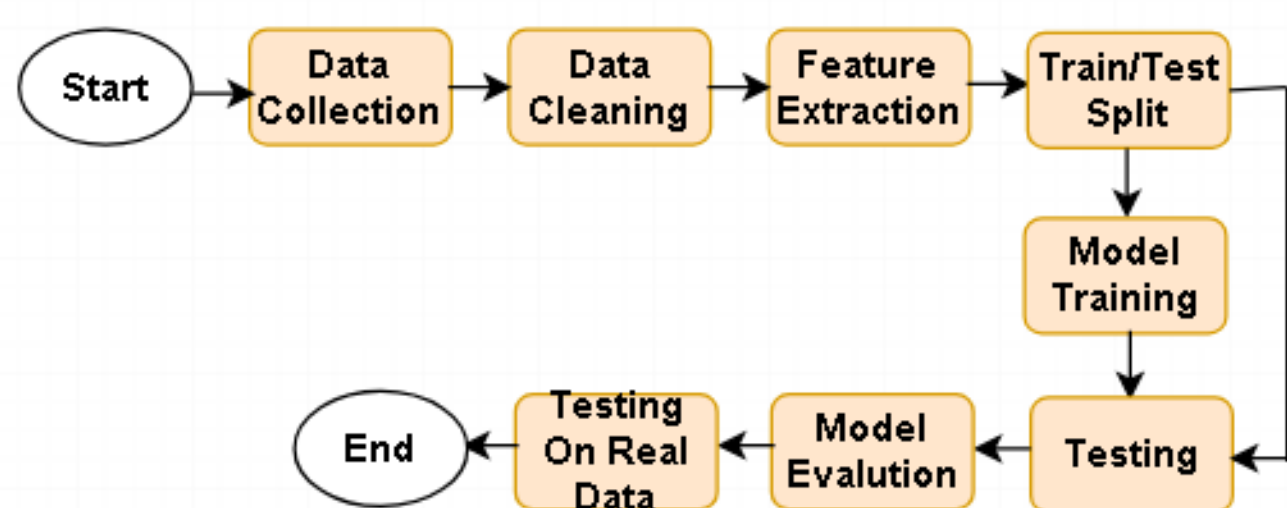 Start
Data
Collection
Data
Cleaning
Feature
Extraction
Train/Test
Split
Model
Training
Testing
Model
Evalution
Testing
On Real
Data
End